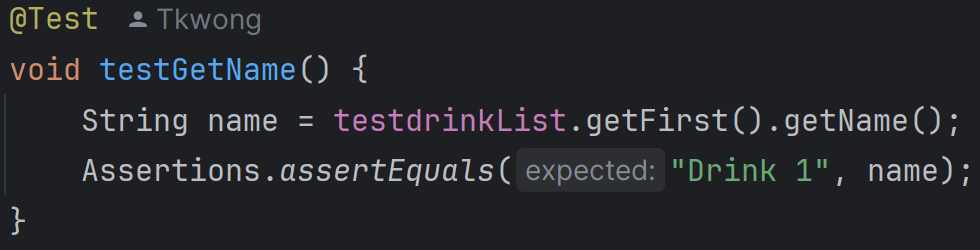 @Test Tkwong
void testGetName() {
    String name = testdrinkList.getFirst().getName();
    Assertions.assertEquals( expected: "Drink 1", name);
}